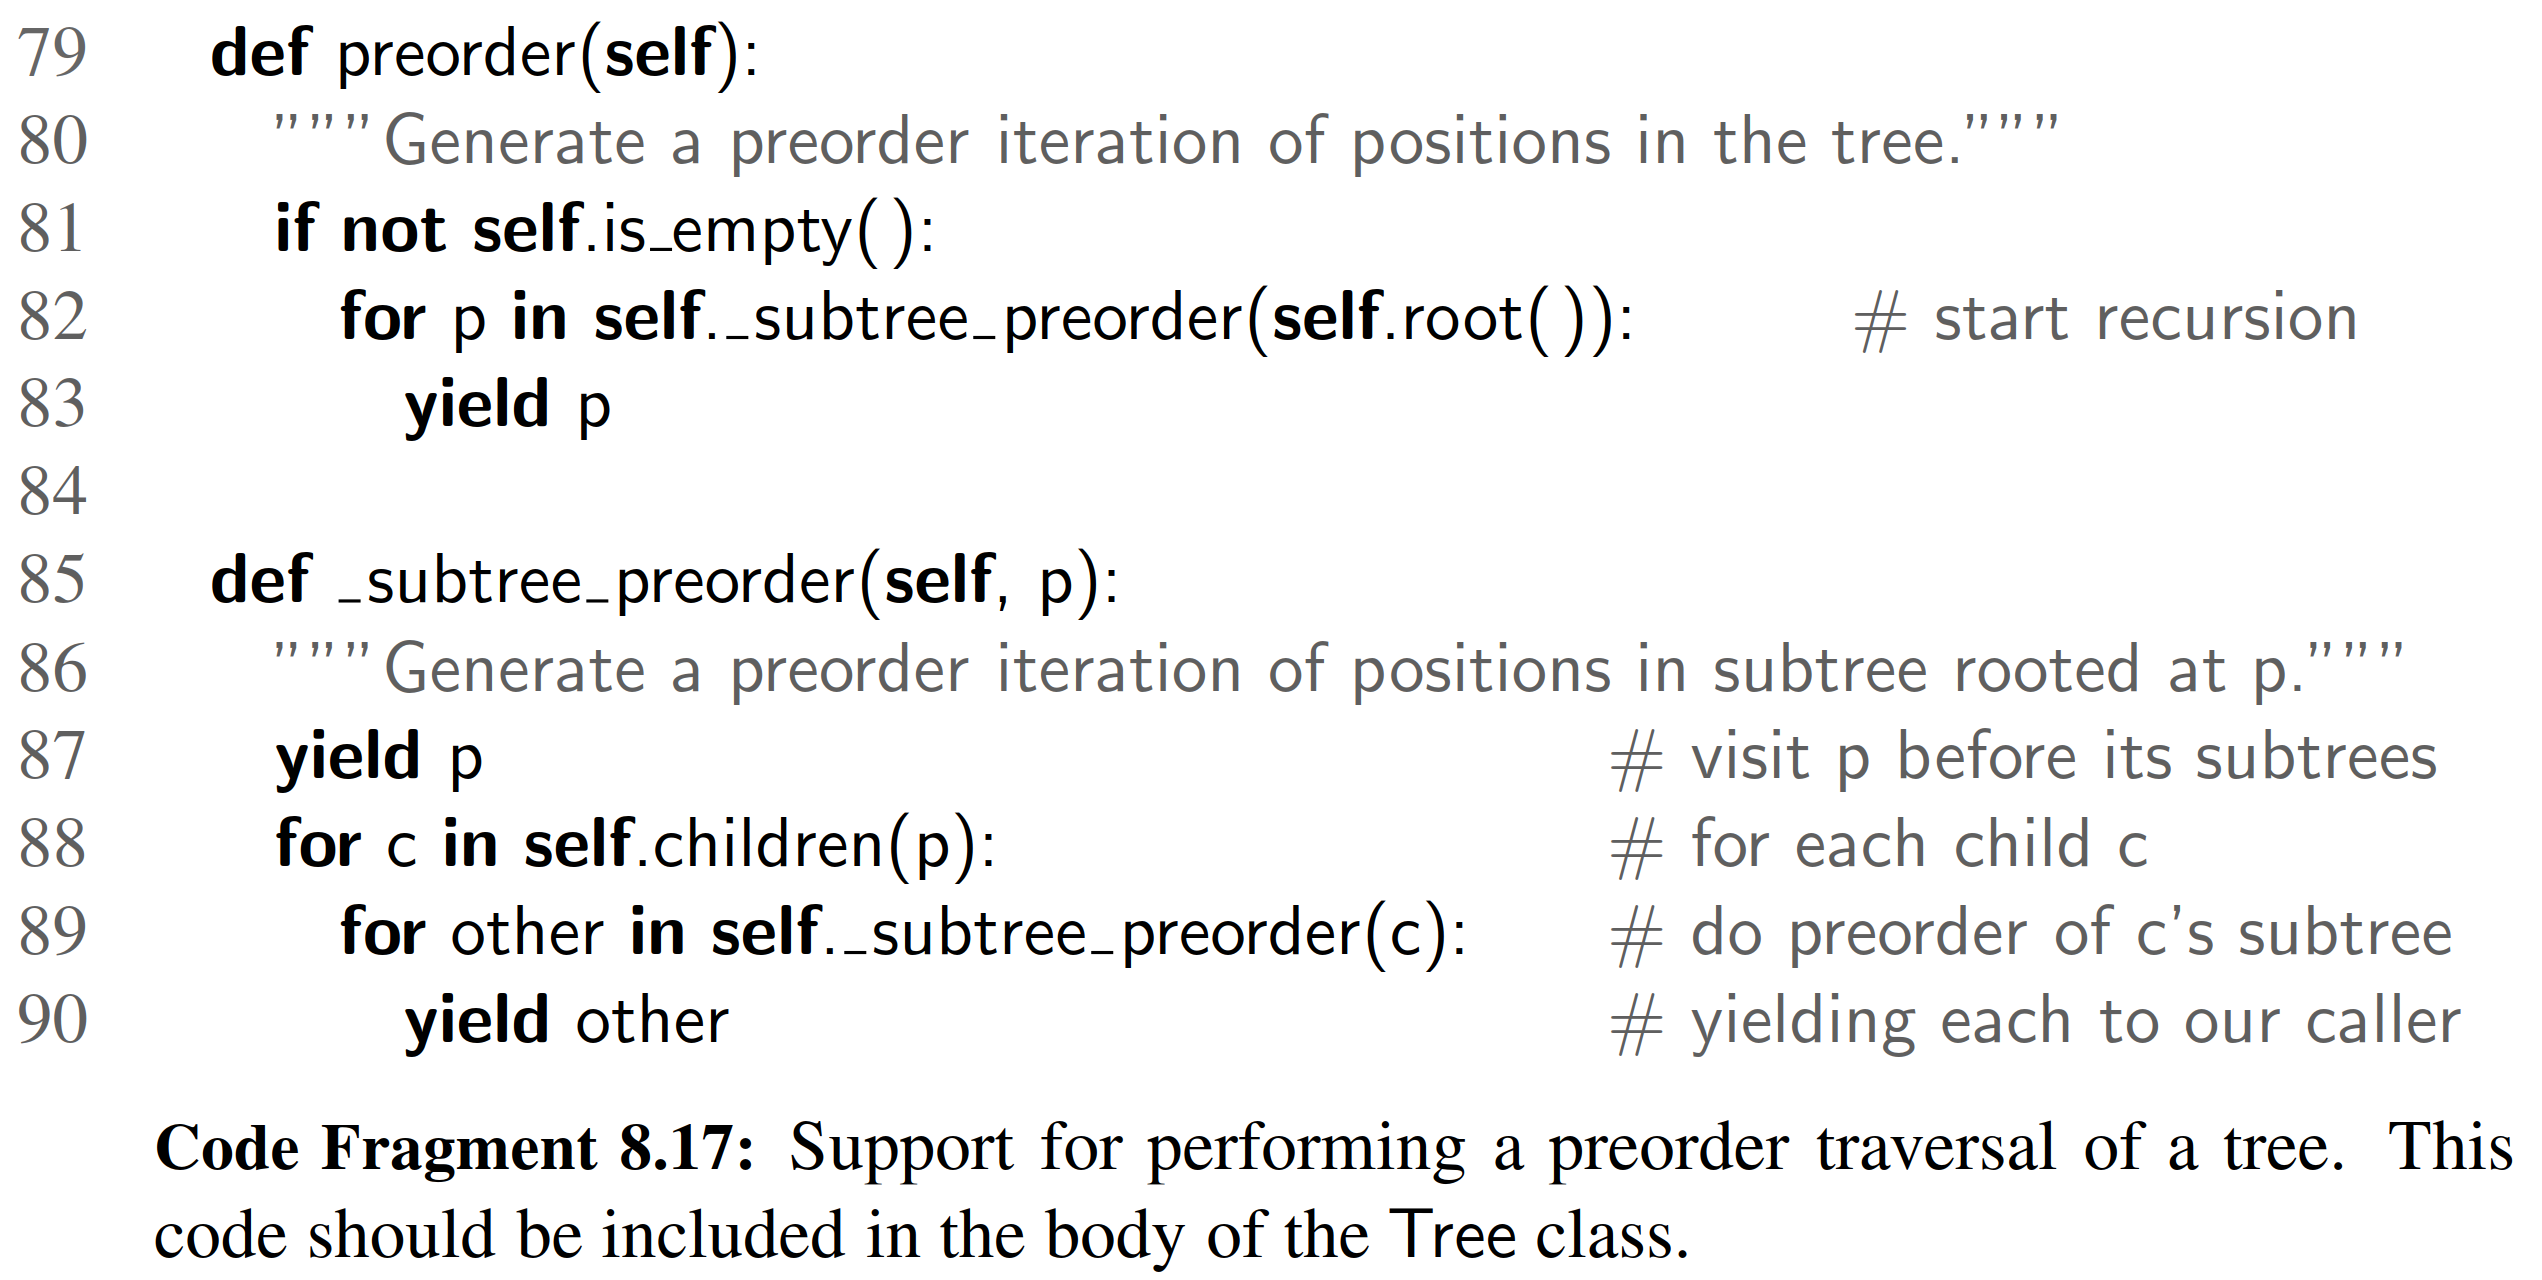 79 def preorder(self):
80 """Generate a preorder iteration of positions in the tree."""
81 if not self.is_empty():
82 for p in self._subtree_preorder(self.root()): # start recursion
83 yield p
84
85 def _subtree_preorder(self, p):
86 """Generate a preorder iteration of positions in subtree rooted at p."""
87 yield p # visit p before its subtrees
88 for c in self.children(p): # for each child c
89 for other in self._subtree_preorder(c): # do preorder of c's subtree
90 yield other # yielding each to our caller
Code Fragment 8.17: Support for performing a preorder traversal of a tree. This
code should be included in the body of the Tree class.